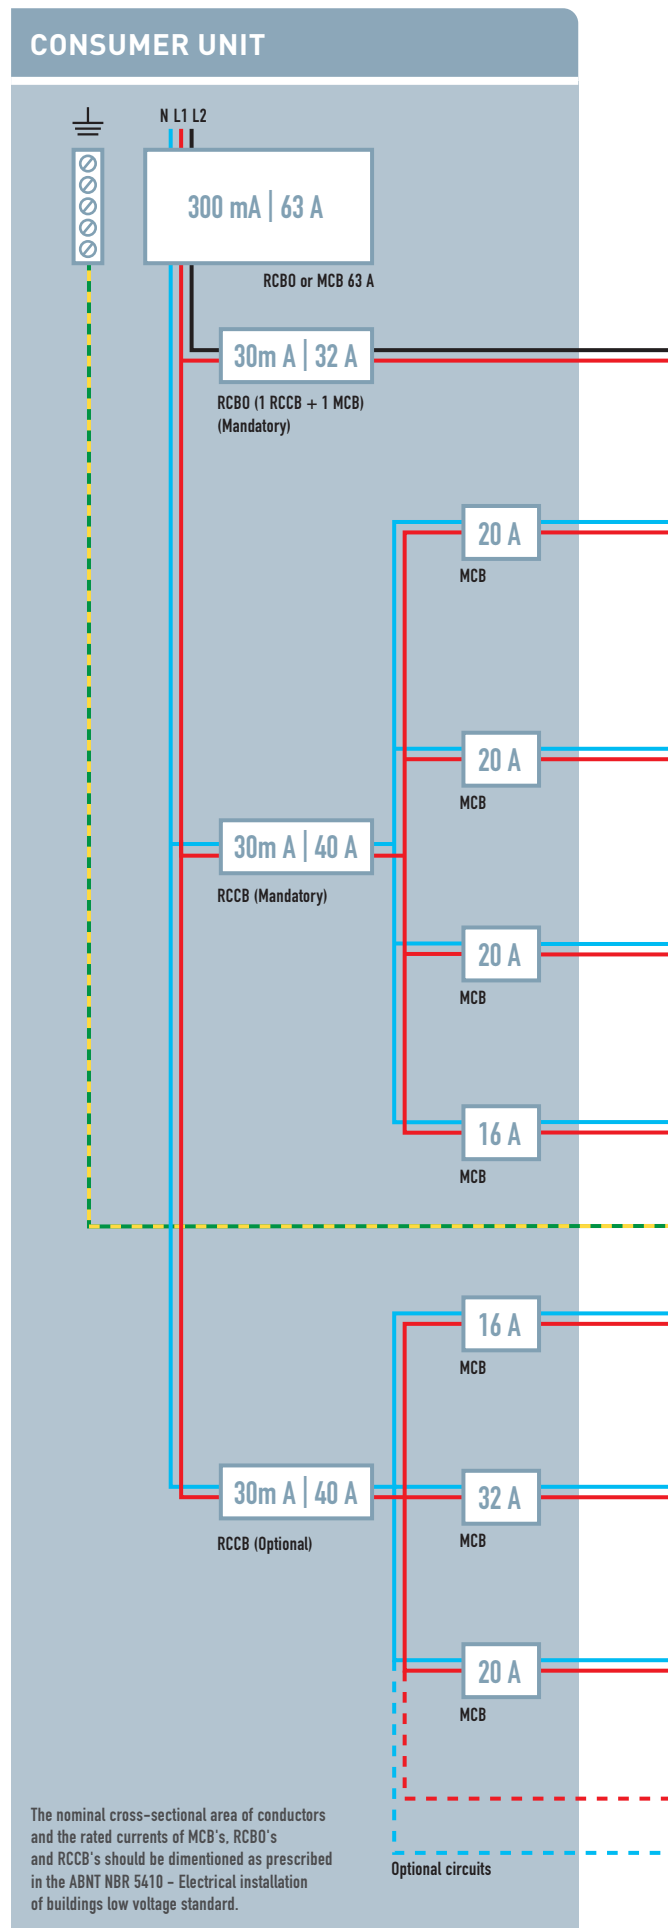 CONSUMER UNIT
N L1 L2
300 mA | 63 A
RCBO or MCB 63 A
30m A | 32 A
RCBO (1 RCCB + 1 MCB)
(Mandatory)
20 A
MCB
20 A
MCB
30m A | 40 A
RCCB (Mandatory)
20 A
MCB
16 A
MCB
16 A
MCB
30m A | 40 A
RCCB (Optional)
32 A
MCB
20 A
MCB
The nominal cross-sectional area of conductors
and the rated currents of MCB's, RCBO's
and RCCB's should be dimentioned as prescribed
in the ABNT NBR 5410 - Electrical installation
of buildings low voltage standard.
Optional circuits